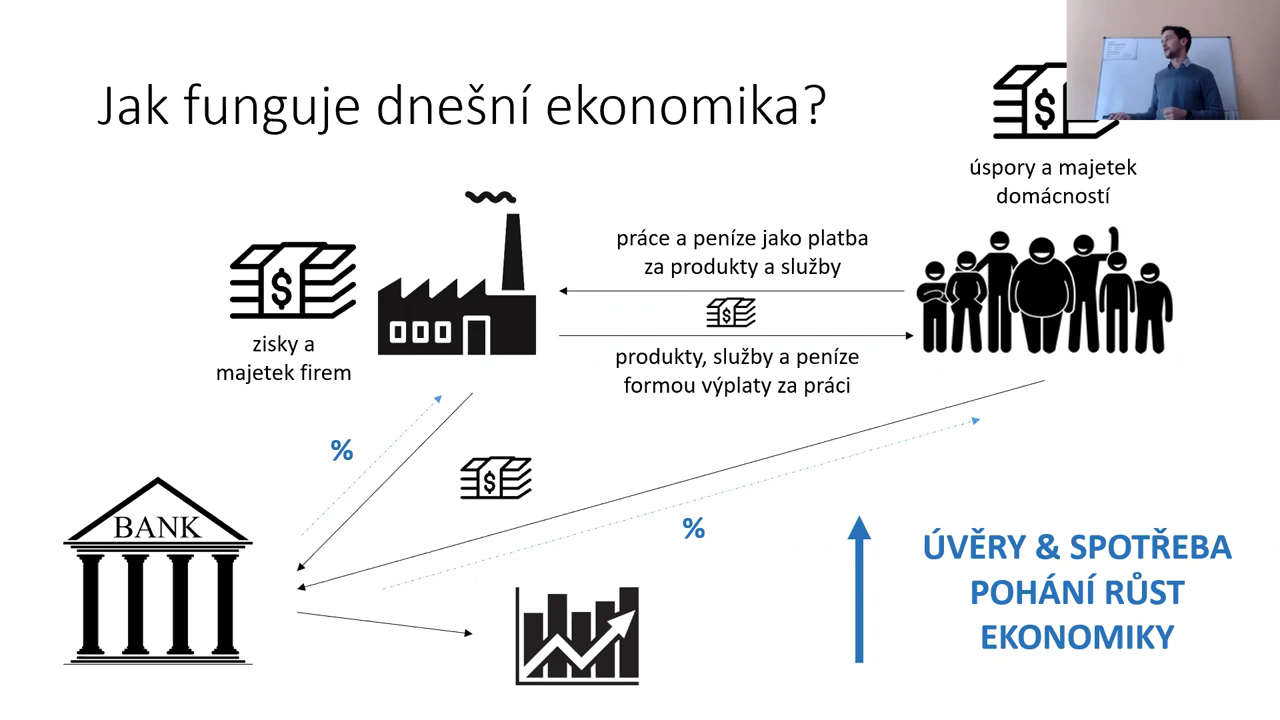 Jak funguje dnešní ekonomika?
$
úspory a majetek
domácností
práce a peníze jako platba
za produkty a služby
$
$
zisky a
majetek firem
produkty, služby a peníze
formou výplaty za práci
%
$
BANK
%
ÚVĚRY & SPOTŘEBA
POHÁNÍ RŮST
EKONOMIKY